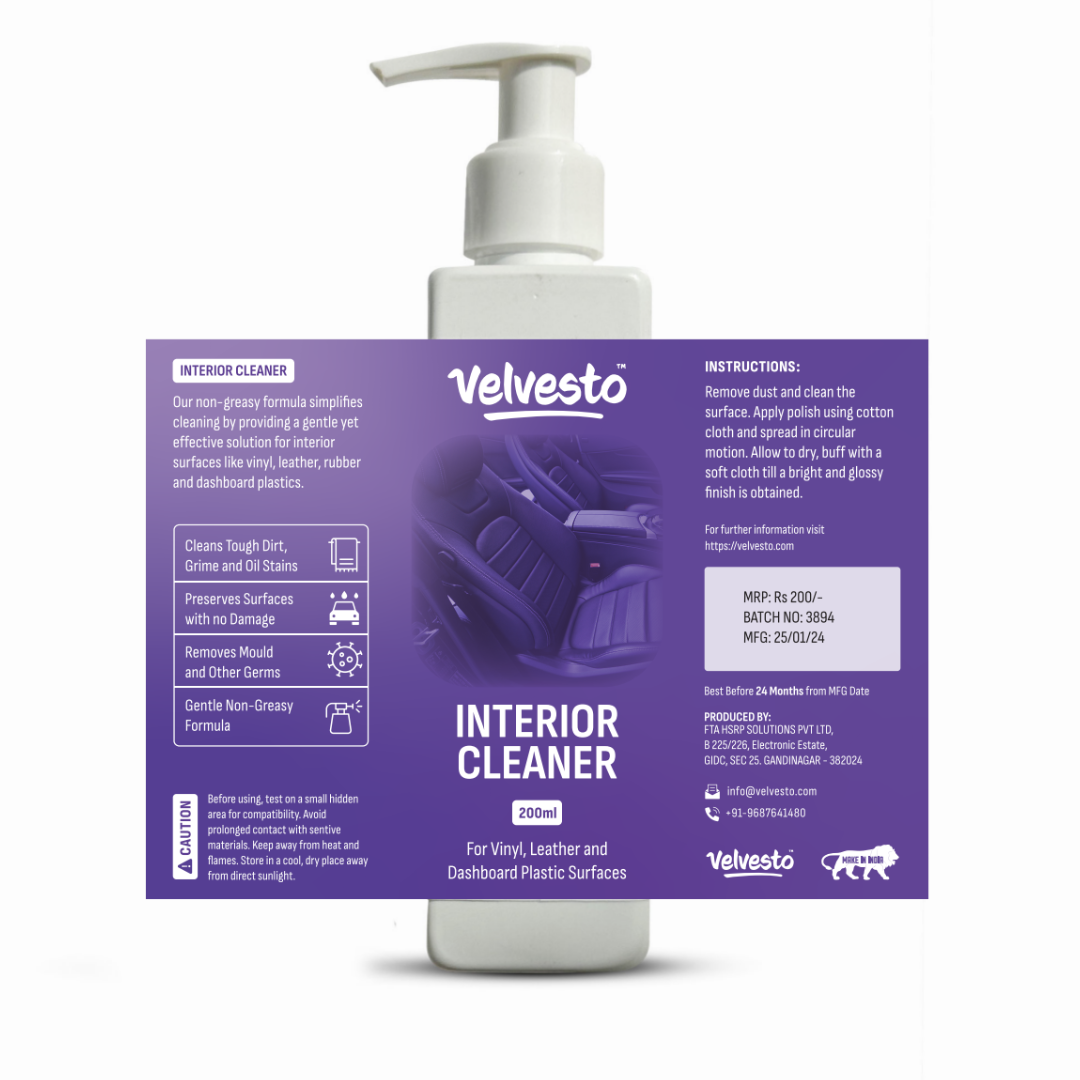 INTERIOR CLEANER
Our non-greasy formula simplifies
cleaning by providing a gentle yet
effective solution for interior
surfaces like vinyl, leather, rubber
and dashboard plastics.
Cleans Tough Dirt,
Grime and Oil Stains
Preserves Surfaces
with no Damage
Removes Mould
and Other Germs
Gentle Non-Greasy
Formula
CAUTION
Before using, test on a small hidden
area for compatibility. Avoid
prolonged contact with sentive
materials. Keep away from heat and
flames. Store in a cool, dry place away
from direct sunlight.
Velvesto™
INTERIOR
CLEANER
200ml
For Vinyl, Leather and
Dashboard Plastic Surfaces
INSTRUCTIONS:
Remove dust and clean the
surface. Apply polish using cotton
cloth and spread in circular
motion. Allow to dry, buff with a
soft cloth till a bright and glossy
finish is obtained.
For further information visit
https://velvesto.com
MRP: Rs 200/-
BATCH NO: 3894
MFG: 25/01/24
Best Before 24 Months from MFG Date
PRODUCED BY:
FTA HSRP SOLUTIONS PVT LTD,
B 225/226, Electronic Estate,
GIDC, SEC 25. GANDINAGAR - 382024
info@velvesto.com
+91-9687641480
Velvesto™
MAKE IN INDIA